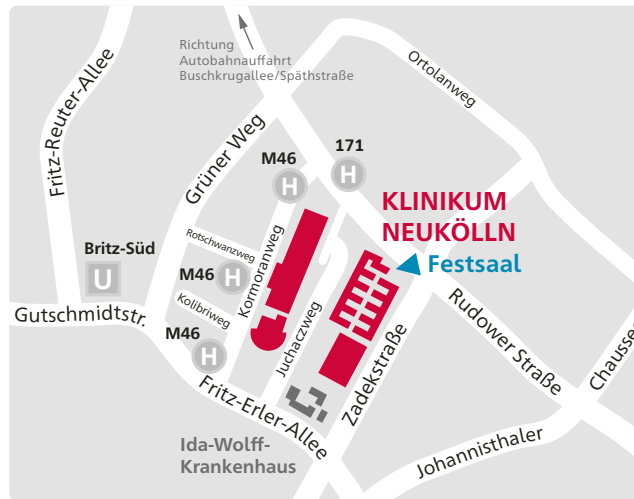 Richtung
Autobahnauffahrt
Buschkrugallee/Späthstraße
Ortolanweg
Fritz-Reuter-Allee
Grüner Weg
171
M46
H
H
KLINIKUM
NEUKÖLLN
Festsaal
Rotschwanzweg
Britz-Süd
U
M46
H
Kormoranweg
Kolibriweg
Gutschmidtstr.
M46
H
Juchaczweg
Zadekstraße
Rudower Straße
Fritz-Erler-Allee
Johannisthaler
Chaussee
Ida-Wolff-
Krankenhaus